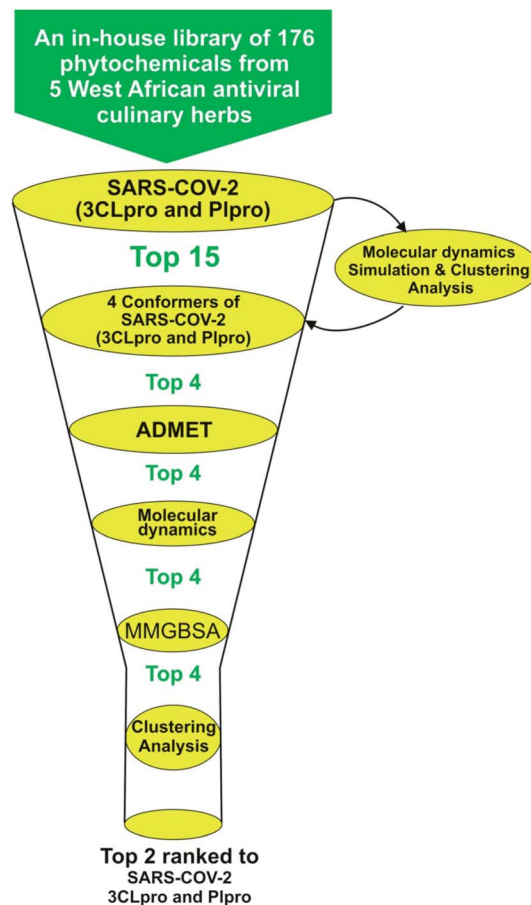 An in-house library of 176
phytochemicals from
5 West African antiviral
culinary herbs
SARS-COV-2
(3CLpro and Plpro)
Top 15
Molecular dynamics
Simulation & Clustering
Analysis
4 Conformers of
SARS-COV-2
(3CLpro and Plpro)
Top 4
ADMET
Top 4
Molecular
dynamics
Top 4
MMGBSA
Top 4
Clustering
Analysis
Top 2 ranked to
SARS-COV-2
3CLpro and Plpro